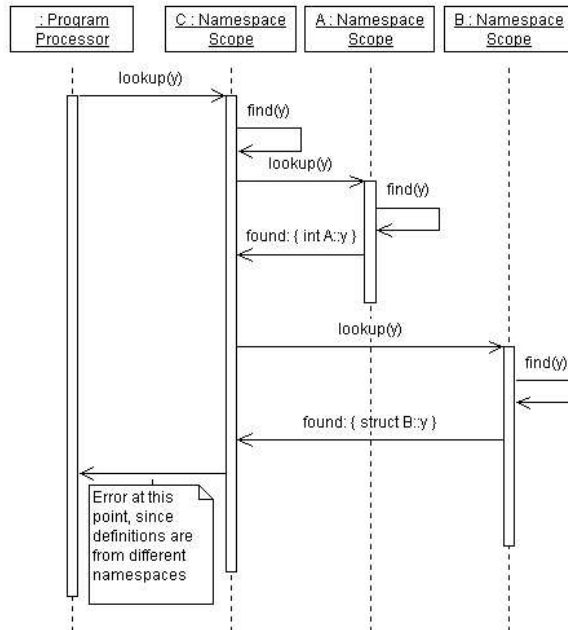 : Program
Processor
C : Namespace
Scope
A : Namespace
Scope
B : Namespace
Scope
lookup(y)
find(y)
lookup(y)
find(y)
found: { int A::y }
lookup(y)
find(y)
found: { struct B::y }
Error at this
point, since
definitions are
from different
namespaces